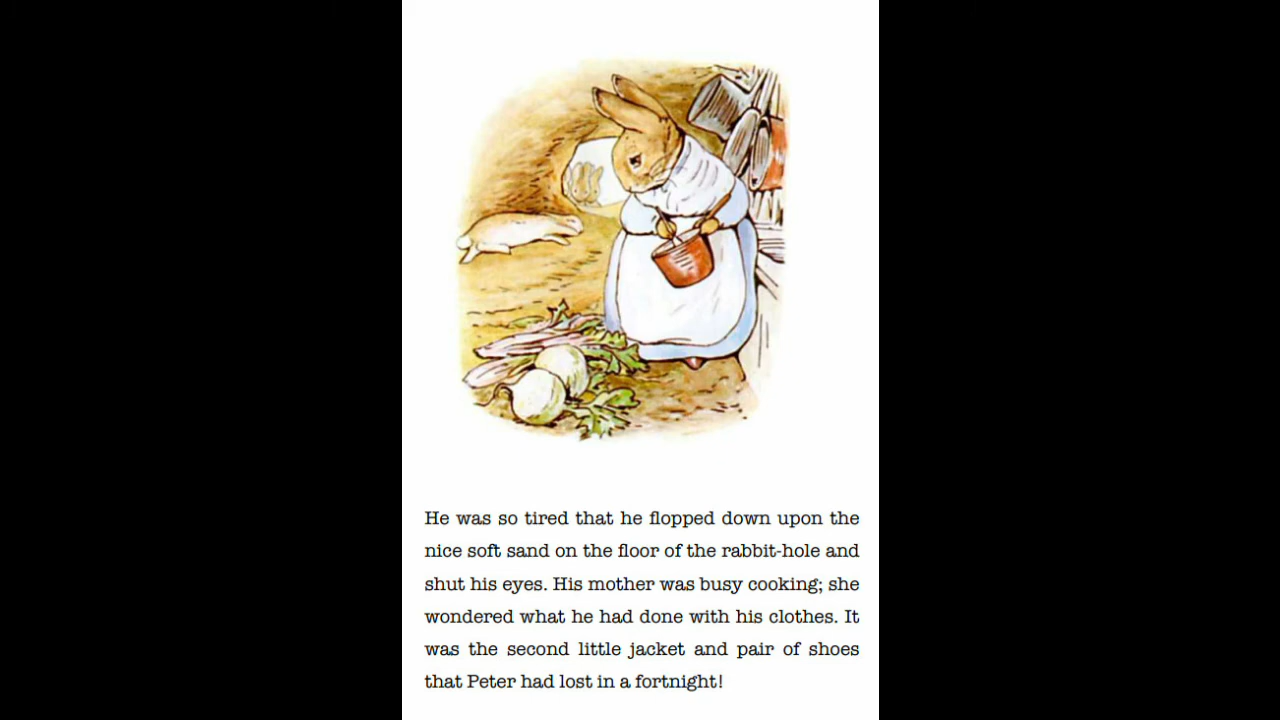 He was so tired that he flopped down upon the
nice soft sand on the floor of the rabbit-hole and
shut his eyes. His mother was busy cooking; she
wondered what he had done with his clothes. It
was the second little jacket and pair of shoes
that Peter had lost in a fortnight!